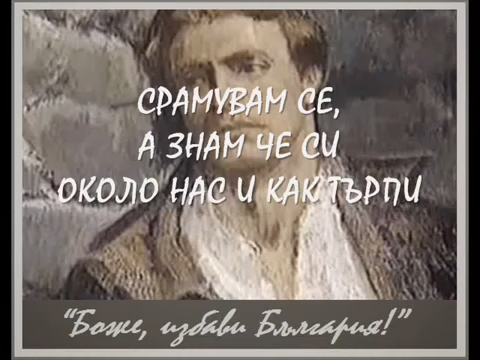 СРАМУВАМ СЕ,
А ЗНАМ ЧЕ СИ
ОКОЛО НАС И КАК ТЪРПИ
"Боже, избави България!"